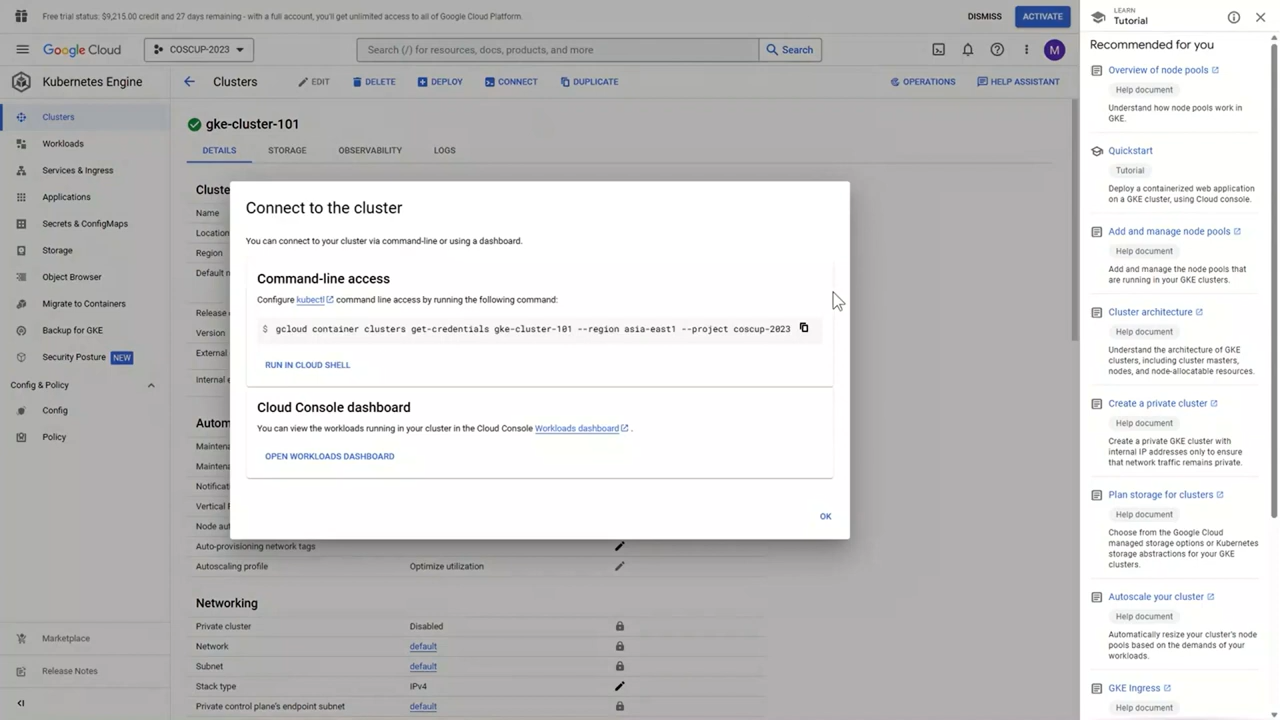 Free trial status: $9,215.00 credit and 27 days remaining - with a full account, you'll get unlimited access to all of Google Cloud Platform.
DISMISS
ACTIVATE
Google Cloud
COSCUP-2023
Search (/) for resources, docs, products, and more
Search
M
Kubernetes Engine
Clusters
EDIT
DELETE
DEPLOY
CONNECT
DUPLICATE
OPERATIONS
HELP ASSISTANT
Clusters
Workloads
Services & Ingress
Applications
Secrets & ConfigMaps
Storage
Object Browser
Migrate to Containers
Backup for GKE
Security Posture NEW
Config & Policy
Config
Policy
Marketplace
Release Notes
gke-cluster-101
DETAILS
STORAGE
OBSERVABILITY
LOGS
Name
Region
Release
Version
External
Connect to the cluster
You can connect to your cluster via command-line or using a dashboard.
Command-line access
Configure kubectl command line access by running the following command:
$ gcloud container clusters get-credentials gke-cluster-101 --region asia-east1 --project coscup-2023
RUN IN CLOUD SHELL
Cloud Console dashboard
You can view the workloads running in your cluster in the Cloud Console Workloads dashboard .
OPEN WORKLOADS DASHBOARD
OK
Auto-provisioning network tags
Autoscaling profile Optimize utilization
Networking
Private cluster Disabled
Network default
Subnet default
Stack type IPv4
Private control plane's endpoint subnet default
LEARN
Tutorial
Recommended for you
Overview of node pools
Help document
Understand how node pools work in
GKE.
Quickstart
Tutorial
Deploy a containerized web application
on a GKE cluster, using Cloud console.
Add and manage node pools
Help document
Add and manage the node pools that
are running in your GKE clusters.
Cluster architecture
Help document
Understand the architecture of GKE
clusters, including cluster masters,
nodes, and node-allocatable resources.
Create a private cluster
Help document
Create a private GKE cluster with
internal IP addresses only to ensure
that network traffic remains private.
Plan storage for clusters
Help document
Choose from the Google Cloud
managed storage options or Kubernetes
storage abstractions for your GKE
clusters.
Autoscale your cluster
Help document
Automatically resize your cluster's node
pools based on the demands of your
workloads.
GKE Ingress
Help document